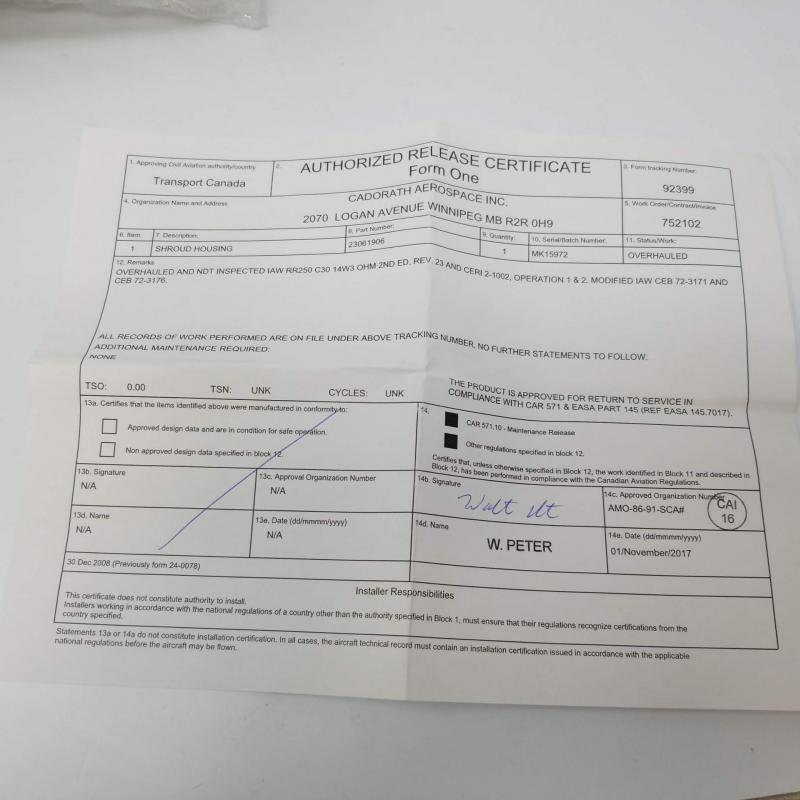 1. Approving Civil Aviation authority/country
Transport Canada
2.
AUTHORIZED RELEASE CERTIFICATE
Form One
3. Form tracking Number:
92399
4. Organization Name and Address
CADORATH AEROSPACE INC.
2070 LOGAN AVENUE WINNIPEG MB R2R 0H9
5. Work Order/Contract/Invoice
752102
6. Item:
1
7. Description:
SHROUD HOUSING
8. Part Number:
23061906
9. Quantity:
1
10. Serial/Batch Number:
MK15972
11. Status/Work:
OVERHAULED
12. Remarks
OVERHAULED AND NDT INSPECTED IAW RR250 C30 14W3 OHM 2ND ED. REV. 23 AND CERI 2-1002, OPERATION 1 & 2. MODIFIED IAW CEB 72-3171 AND
CEB 72-3176.
ALL RECORDS OF WORK PERFORMED ARE ON FILE UNDER ABOVE TRACKING NUMBER, NO FURTHER STATEMENTS TO FOLLOW.
ADDITIONAL MAINTENANCE REQUIRED:
NONE
TSO: 0.00 TSN: UNK CYCLES: UNK
THE PRODUCT IS APPROVED FOR RETURN TO SERVICE IN
COMPLIANCE WITH CAR 571 & EASA PART 145 (REF EASA 145.7017).
13a. Certifies that the items identified above were manufactured in conformity to:
Approved design data and are in condition for safe operation.
Non approved design data specified in block 12.
14.
CAR 571.10 - Maintenance Release
Other regulations specified in block 12.
Certifies that, unless otherwise specified in Block 12, the work identified in Block 11 and described in
Block 12, has been performed in compliance with the Canadian Aviation Regulations.
13b. Signature
N/A
13c. Approval Organization Number
N/A
14b. Signature
14c. Approved Organization Number
AMO-86-91-SCA#
CAI
16
13d. Name
N/A
13e. Date (dd/mmmm/yyyy)
N/A
14d. Name
W. PETER
14e. Date (dd/mmmm/yyyy)
01/November/2017
30 Dec 2008 (Previously form 24-0078)
Installer Responsibilities
This certificate does not constitute authority to install.
Installers working in accordance with the national regulations of a country other than the authority specified in Block 1, must ensure that their regulations recognize certifications from the
country specified.
Statements 13a or 14a do not constitute installation certification. In all cases, the aircraft technical record must contain an installation certification issued in accordance with the applicable
national regulations before the aircraft may be flown.